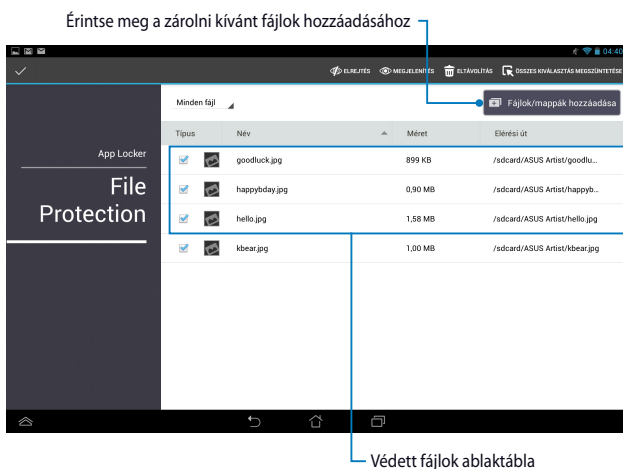 Érintse meg a zárolni kívánt fájlok hozzáadásához
04:40
ELREJTÉS MEGJELENÍTÉS ELTÁVOLÍTÁS ÖSSZES KIVÁLASZTÁS MEGSZÜNTETÉSE
Minden fájl
Fájlok/mappák hozzáadása
Típus Név Méret Elérési út
App Locker
File
Protection
goodluck.jpg 899 KB /sdcard/ASUS Artist/goodlu...
happybday.jpg 0,90 MB /sdcard/ASUS Artist/happyb...
hello.jpg 1,58 MB /sdcard/ASUS Artist/hello.jpg
kbear.jpg 1,00 MB /sdcard/ASUS Artist/kbear.jpg
Védett fájlok ablaktábla